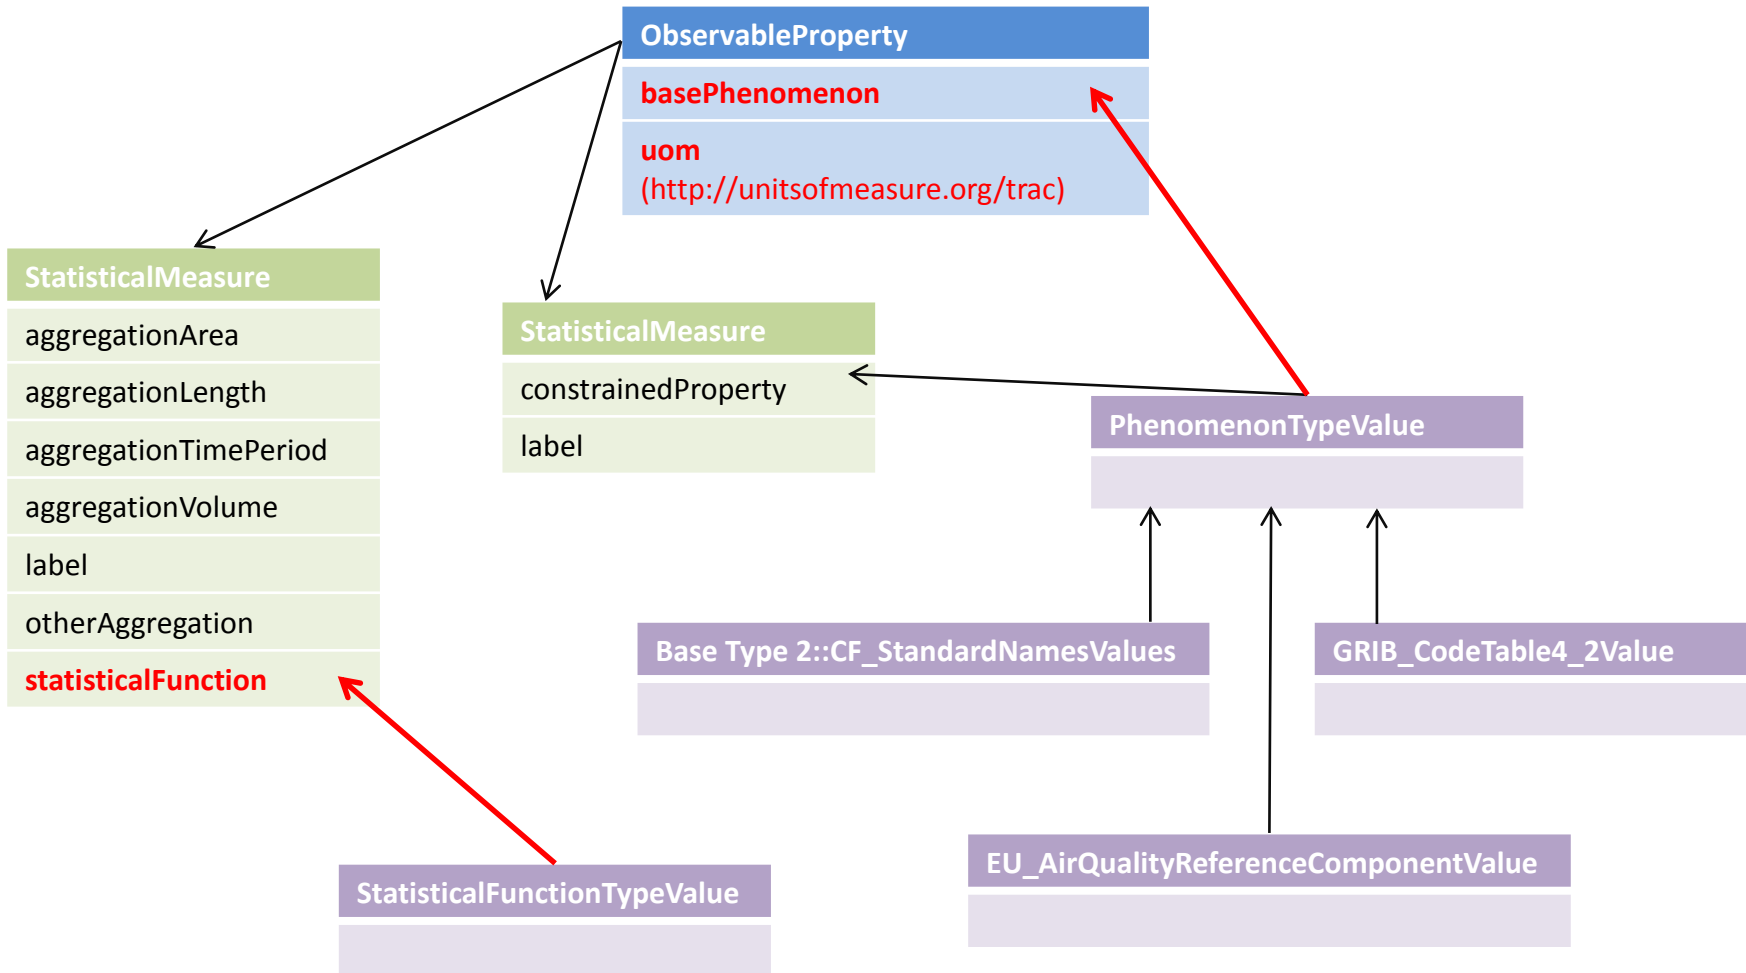 ObservableProperty
basePhenomenon
uom
(http://unitsofmeasure.org/trac)
StatisticalMeasure
aggregationArea
aggregationLength
aggregationTimePeriod
aggregationVolume
label
otherAggregation
statisticalFunction
StatisticalMeasure
constrainedProperty
label
PhenomenonTypeValue
Base Type 2::CF_StandardNamesValues
GRIB_CodeTable4_2Value
EU_AirQualityReferenceComponentValue
StatisticalFunctionTypeValue